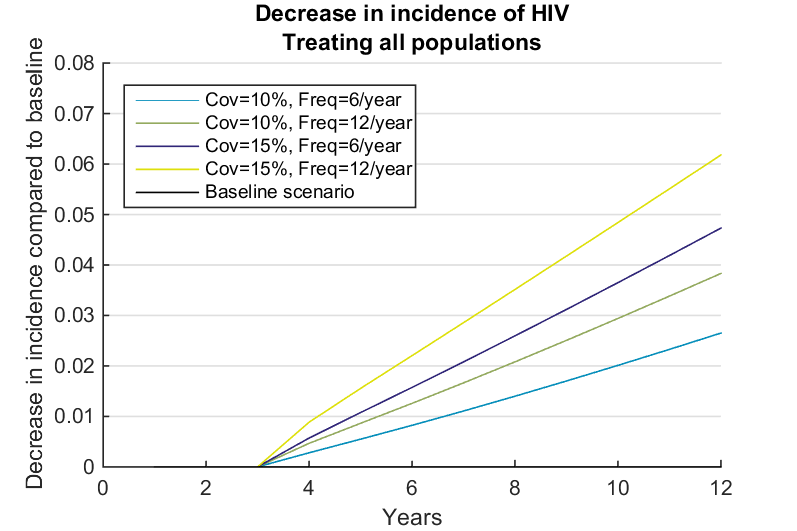 Decrease in incidence of HIV
Treating all populations
Decrease in incidence compared to baseline
0.08
0.07
0.06
0.05
0.04
0.03
0.02
0.01
0
Cov=10%, Freq=6/year
Cov=10%, Freq=12/year
Cov=15%, Freq=6/year
Cov=15%, Freq=12/year
Baseline scenario
0 2 4 6 8 10 12
Years